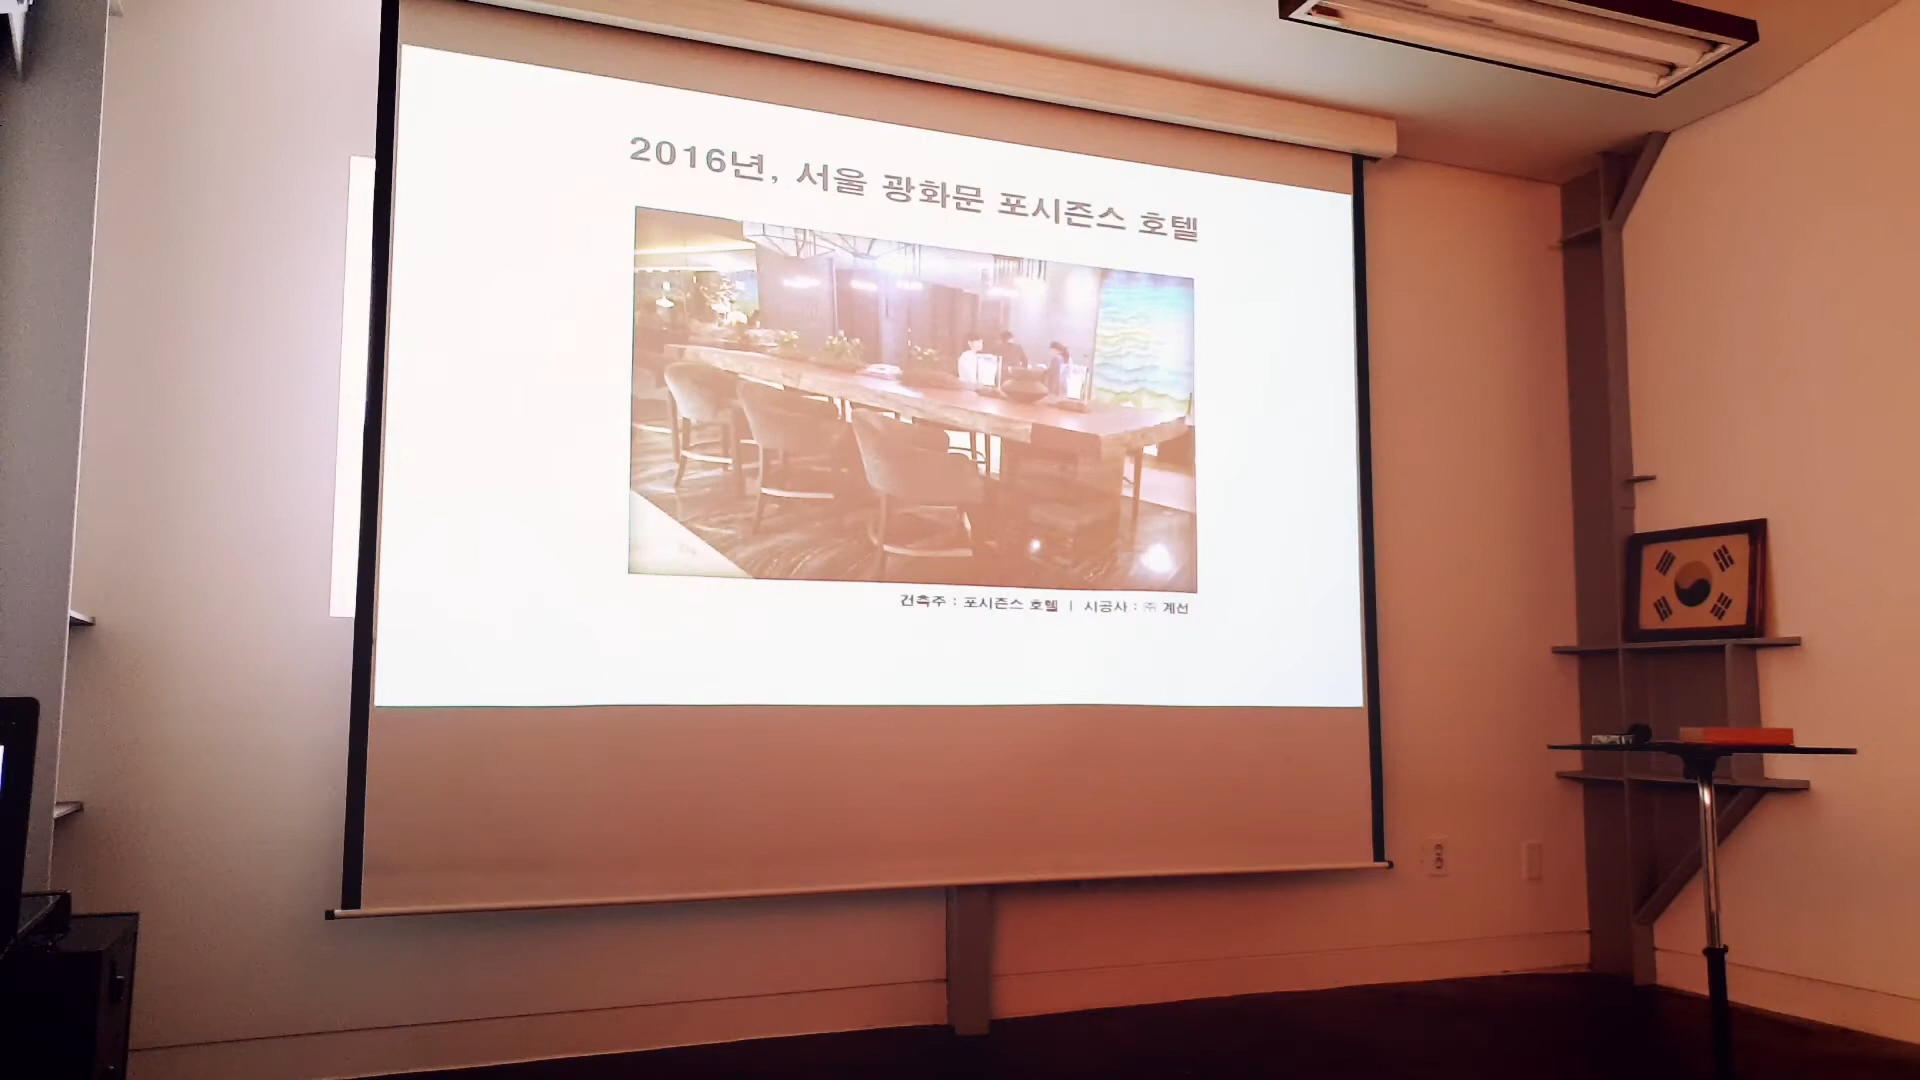 2016년, 서울 광화문 포시즌스 호텔
건축주 : 포시즌스 호텔 | 시공사 : ㈜ 계선